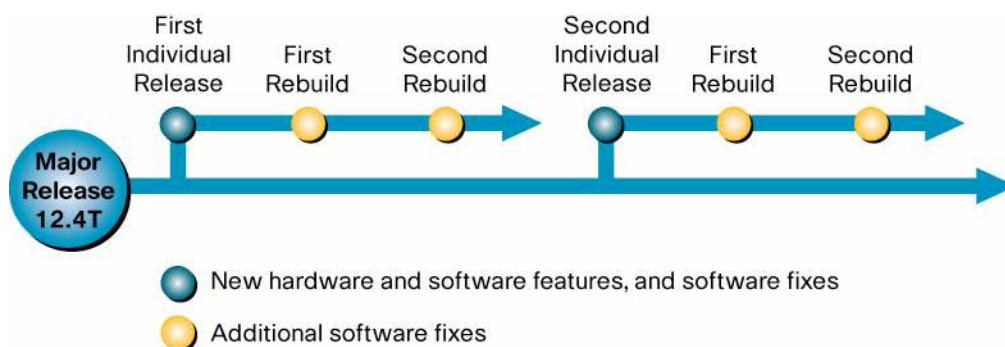 First
Individual
Release
First
Rebuild
Second
Rebuild
Second
Individual
Release
First
Rebuild
Second
Rebuild
Major
Release
12.4T
New hardware and software features, and software fixes
Additional software fixes